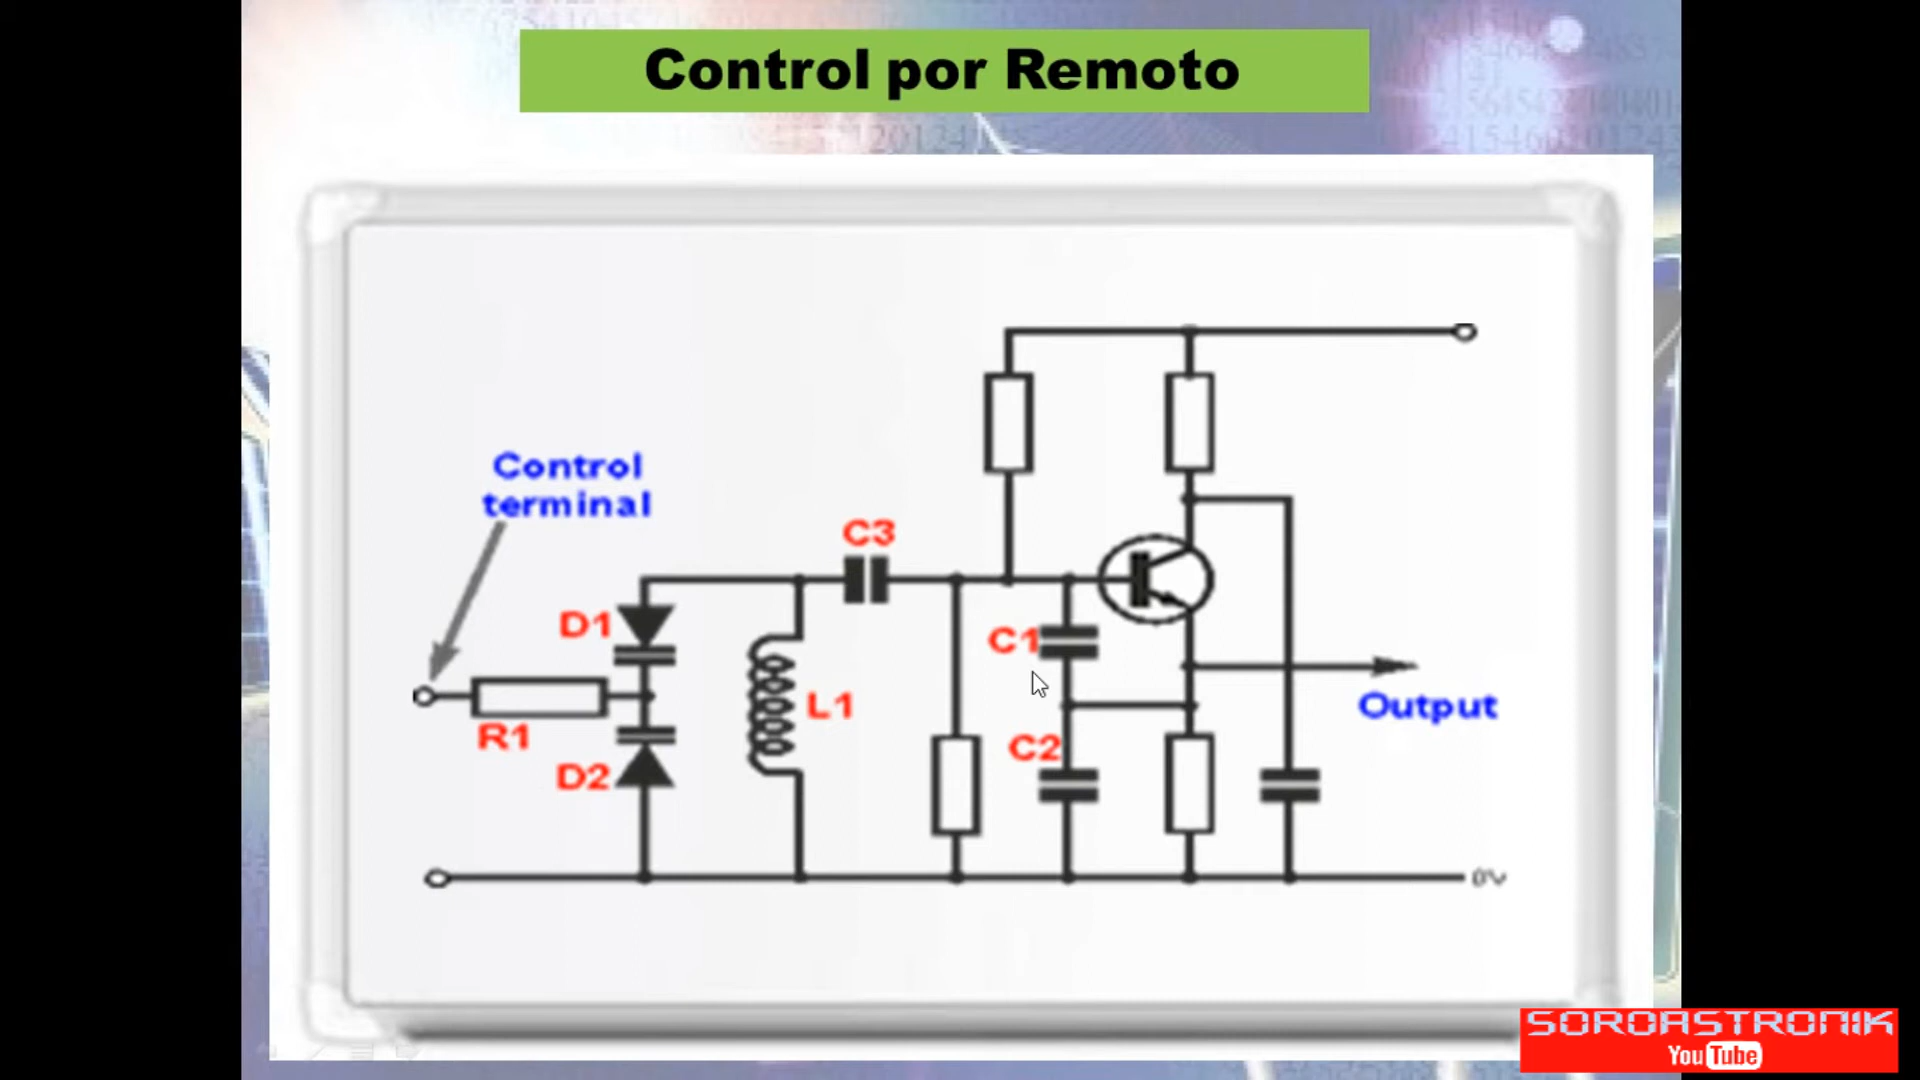 Control por Remoto
Control
terminal
C3
D1
C1
R1
L1
Output
D2
C2
0V
SOROASTRONIK
YouTube